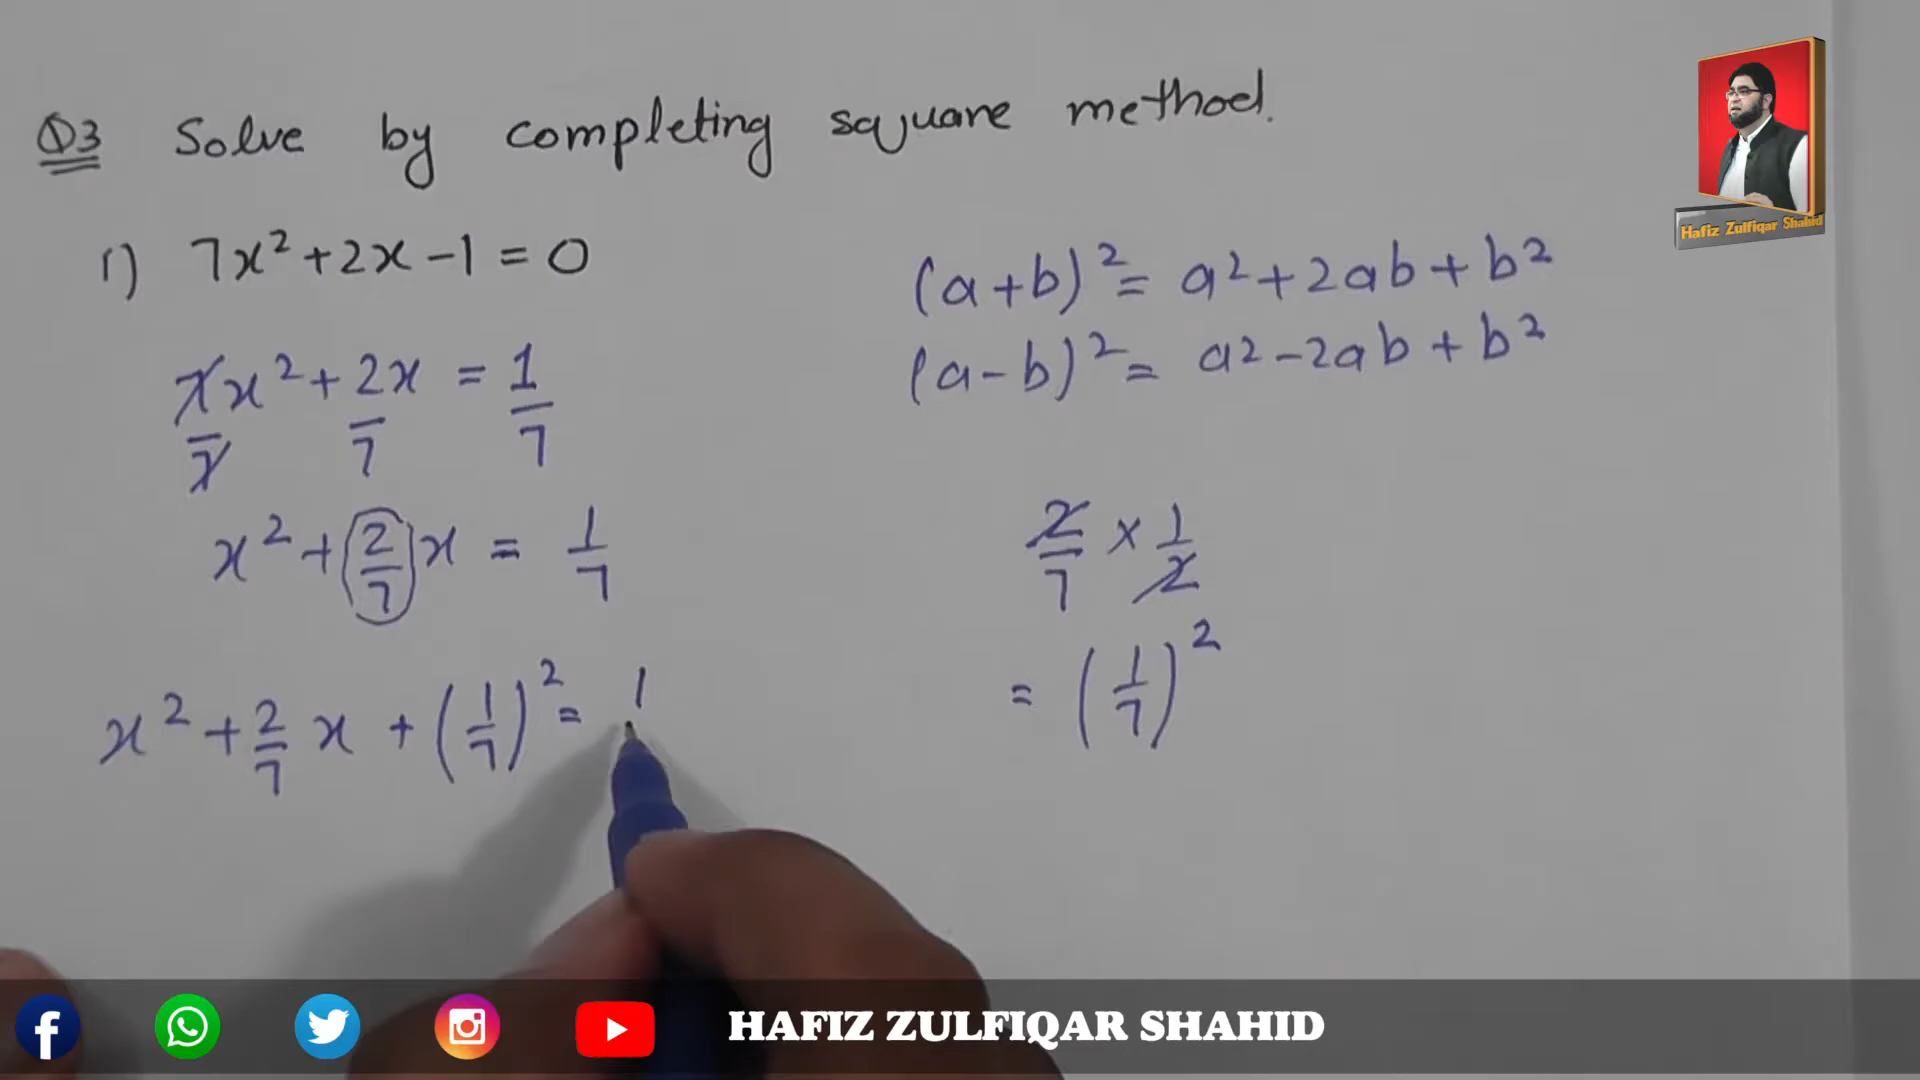 Q3 Solve by completing square method.
i) 7x² + 2x - 1 = 0
7x²/7 + 2x/7 = 1/7
x² + (2/7)x = 1/7
x² + 2/7 x + (1/7)² = 1
(a+b)² = a² + 2ab + b²
(a-b)² = a² - 2ab + b²
2/7 × 1/2
= (1/7)²
Hafiz Zulfiqar Shahid
HAFIZ ZULFIQAR SHAHID